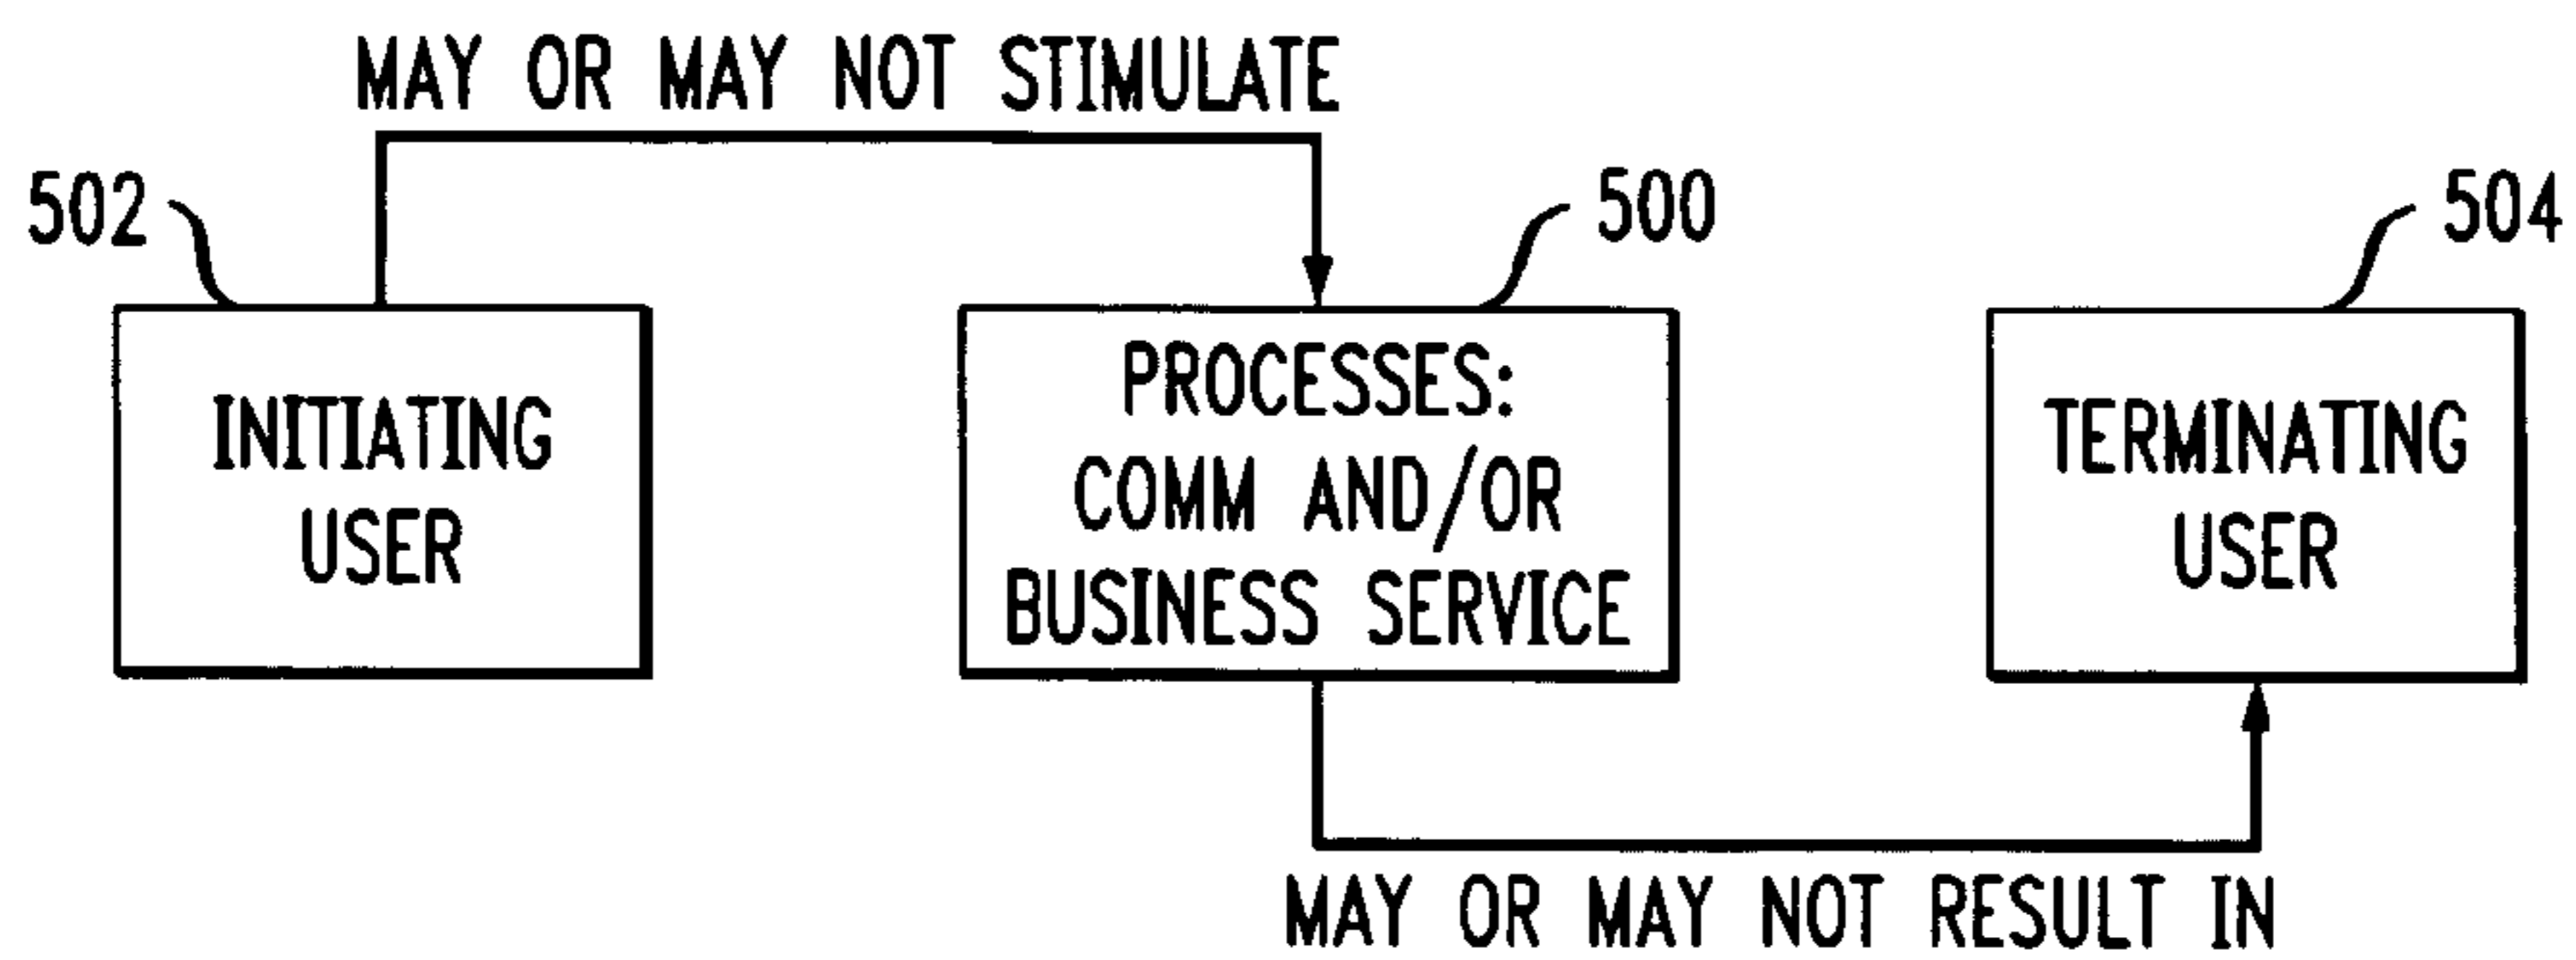 MAY OR MAY NOT STIMULATE
502
500
504
INITIATING
USER
PROCESSES:
COMM AND/OR
BUSINESS SERVICE
TERMINATING
USER
MAY OR MAY NOT RESULT IN